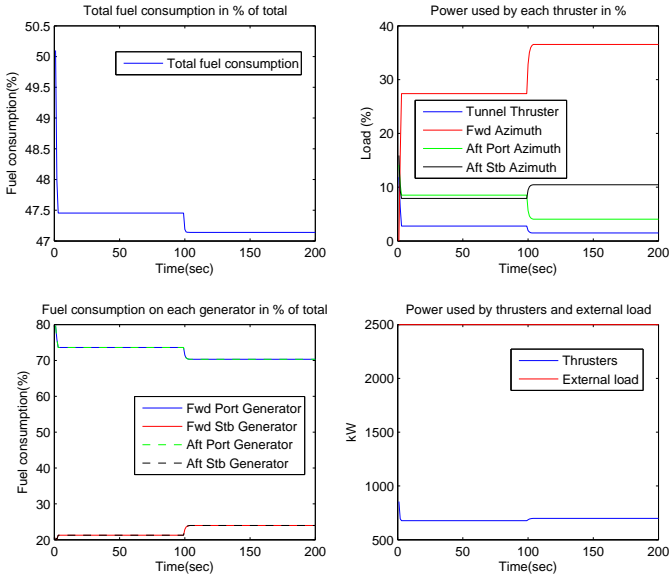 Total fuel consumption in % of total
50.5
50
49.5
49
48.5
48
47.5
47
Fuel consumption(%)
Total fuel consumption
0 50 100 150 200
Time(sec)
Power used by each thruster in %
40
30
20
10
0
Load (%)
Tunnel Thruster
Fwd Azimuth
Aft Port Azimuth
Aft Stb Azimuth
0 50 100 150 200
Time(sec)
Fuel consumption on each generator in % of total
80
70
60
50
40
30
20
Fuel consumption(%)
Fwd Port Generator
Fwd Stb Generator
Aft Port Generator
Aft Stb Generator
0 50 100 150 200
Time(sec)
Power used by thrusters and external load
2500
2000
1500
1000
500
kW
Thrusters
External load
0 50 100 150 200
Time(sec)